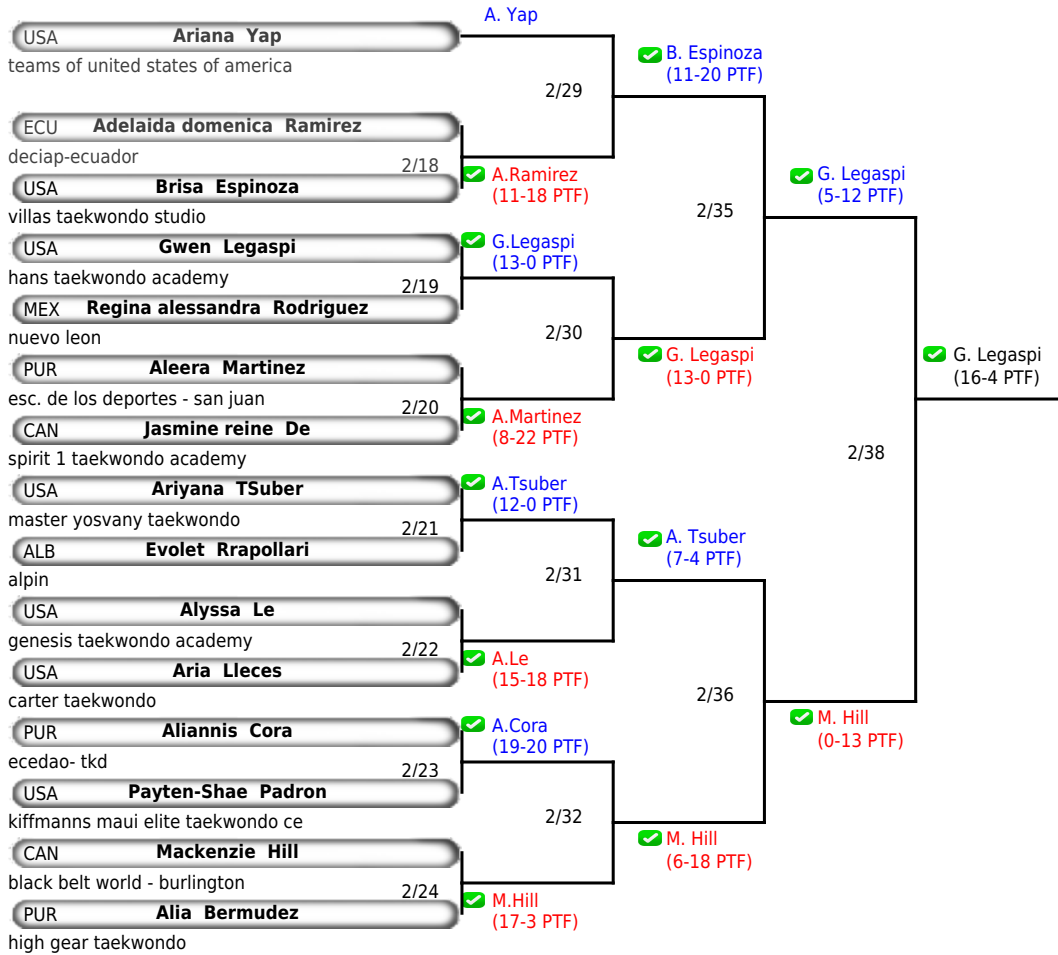 A. Yap
USA Ariana Yap
teams of united states of america
B. Espinoza
(11-20 PTF)
2/29
ECU Adelaida domenica Ramirez
deciap-ecuador
2/18
USA Brisa Espinoza
villas taekwondo studio
A.Ramirez
(11-18 PTF)
G. Legaspi
(5-12 PTF)
2/35
USA Gwen Legaspi
hans taekwondo academy
G.Legaspi
(13-0 PTF)
2/19
MEX Regina alessandra Rodriguez
nuevo leon
2/30
PUR Aleera Martinez
esc. de los deportes - san juan
G. Legaspi
(13-0 PTF)
G. Legaspi
(16-4 PTF)
2/20
CAN Jasmine reine De
spirit 1 taekwondo academy
A.Martinez
(8-22 PTF)
2/38
USA Ariyana TSuber
master yosvany taekwondo
A.Tsuber
(12-0 PTF)
2/21
ALB Evolet Rrapollari
alpin
A. Tsuber
(7-4 PTF)
2/31
USA Alyssa Le
genesis taekwondo academy
2/22
USA Aria Lleces
carter taekwondo
A.Le
(15-18 PTF)
2/36
PUR Aliannis Cora
ecedao- tkd
A.Cora
(19-20 PTF)
M. Hill
(0-13 PTF)
2/23
USA Payten-Shae Padron
kiffmanns maui elite taekwondo ce
2/32
CAN Mackenzie Hill
black belt world - burlington
M. Hill
(6-18 PTF)
2/24
PUR Alia Bermudez
high gear taekwondo
M.Hill
(17-3 PTF)